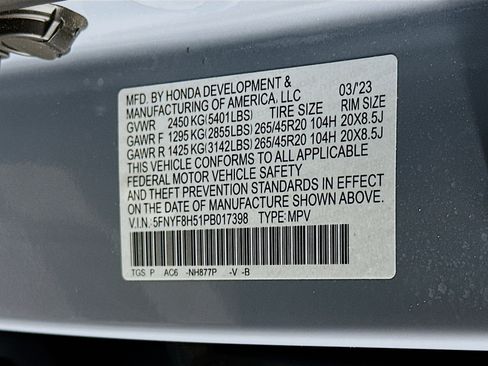 MFD. BY HONDA DEVELOPMENT & 03/'23
MANUFACTURING OF AMERICA, LLC
GVWR 2450 KG(5401LBS) TIRE SIZE RIM SIZE
GAWR F 1295 KG(2855LBS) 265/45R20 104H 20X8.5J
GAWR R 1425 KG(3142LBS) 265/45R20 104H 20X8.5J
THIS VEHICLE CONFORMS TO ALL APPLICABLE
FEDERAL MOTOR VEHICLE SAFETY
AND THEFT PREVENTION STANDARDS IN EFFECT
ON THE DATE OF MANUFACTURE SHOWN ABOVE.
V.I.N.: 5FNYF8H51PB017398 TYPE: MPV
TGS P AC6 -NH877P -V -B